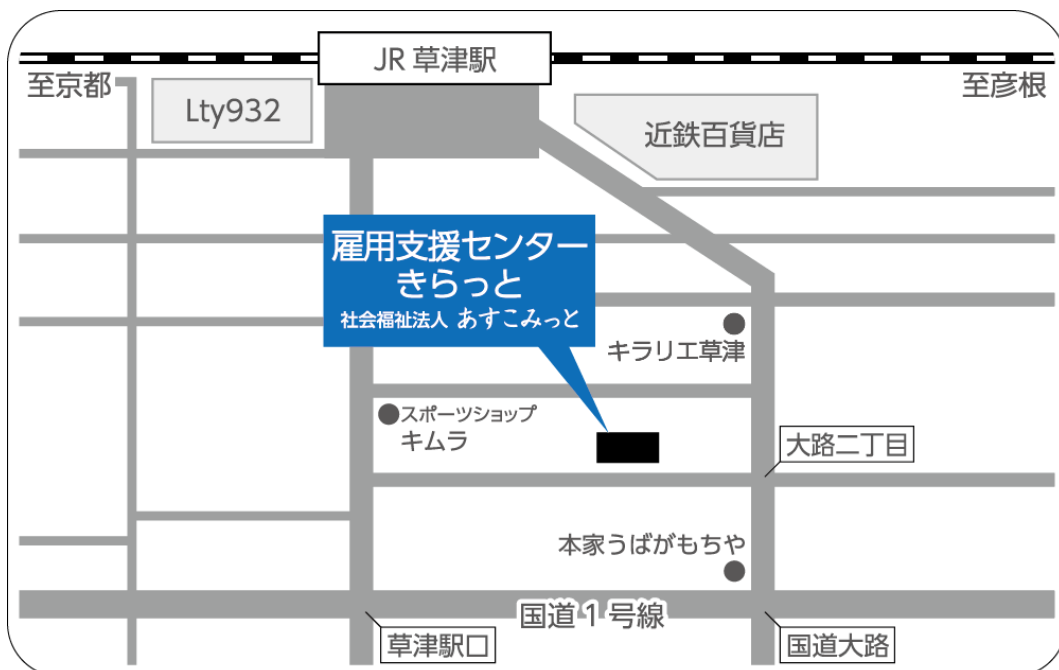 JR 草津駅
至京都
至彦根
Lty932
近鉄百貨店
雇用支援センター
きらっと
社会福祉法人 あすこみっと
キラリエ草津
スポーツショップ
キムラ
大路二丁目
本家うばがもちや
国道1号線
草津駅口
国道大路